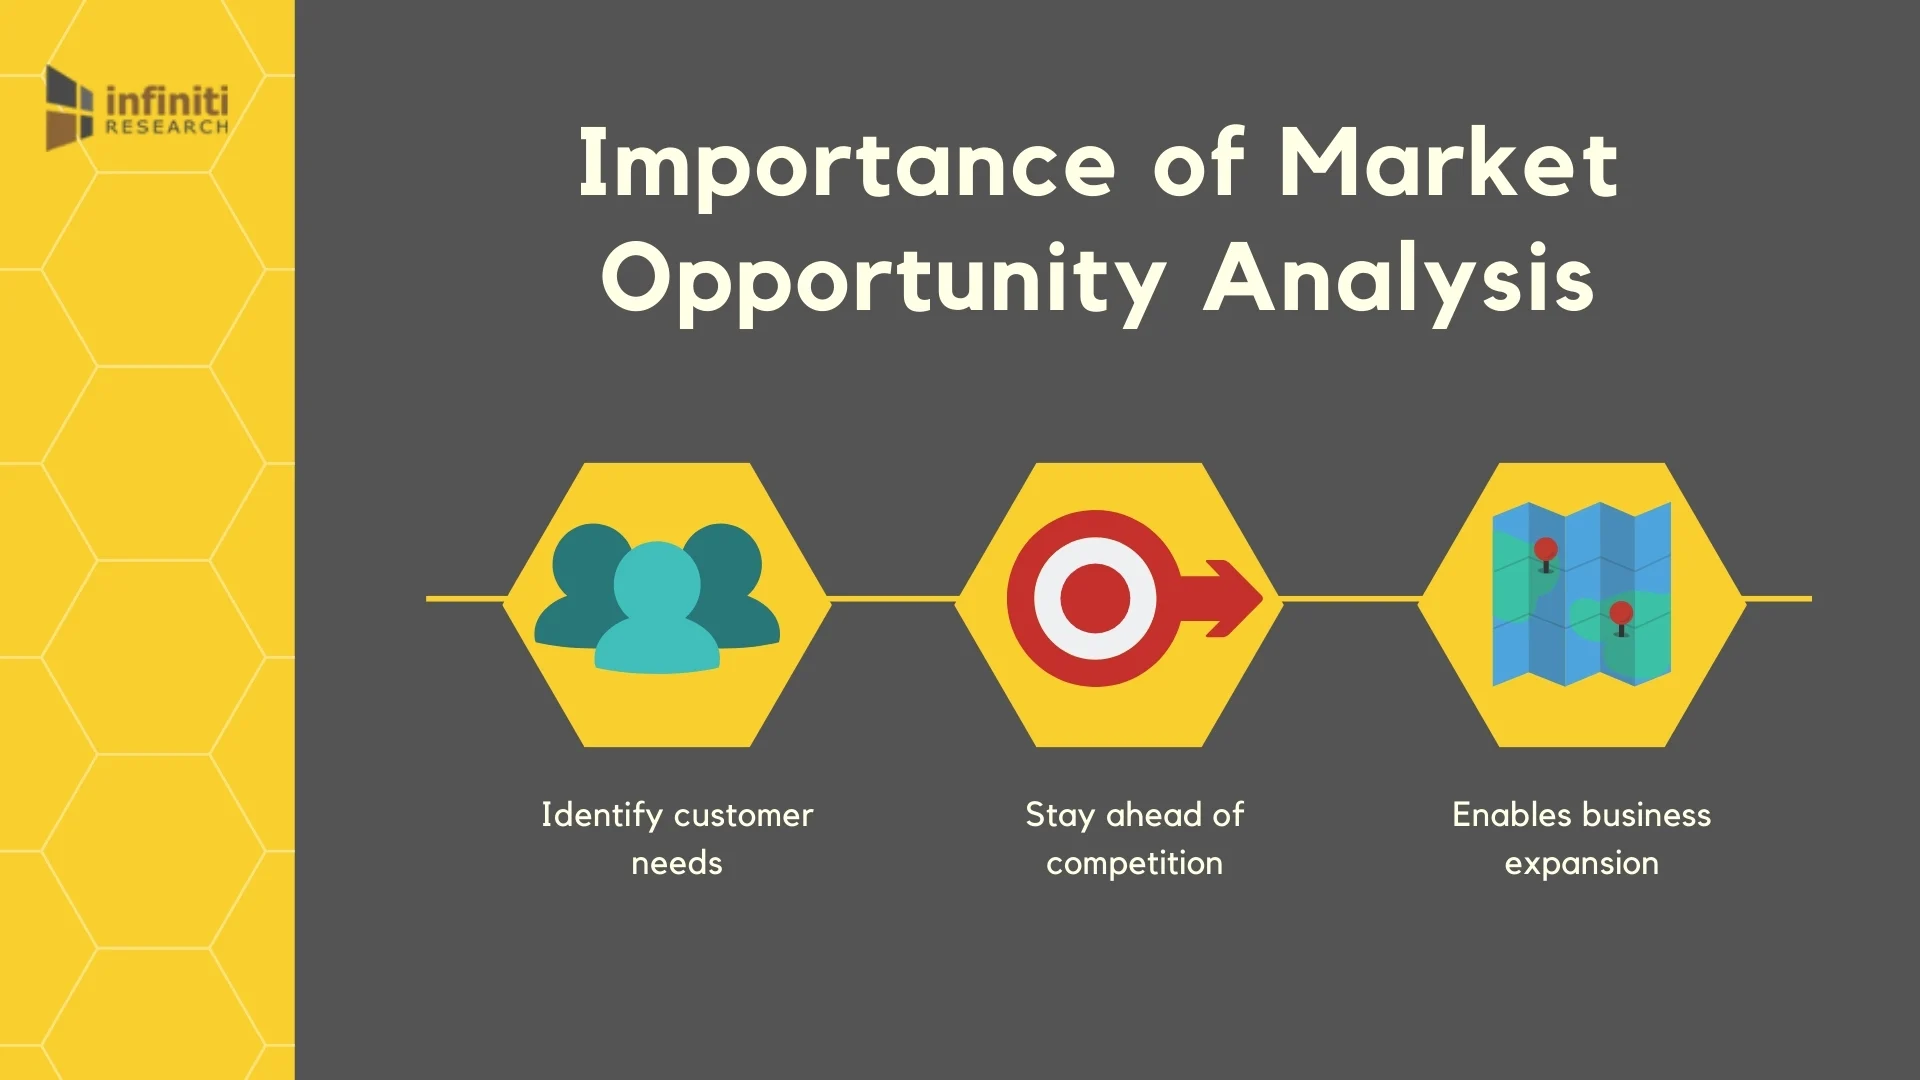 infiniti
RESEARCH
Importance of Market
Opportunity Analysis
Identify customer
needs
Stay ahead of
competition
Enables business
expansion